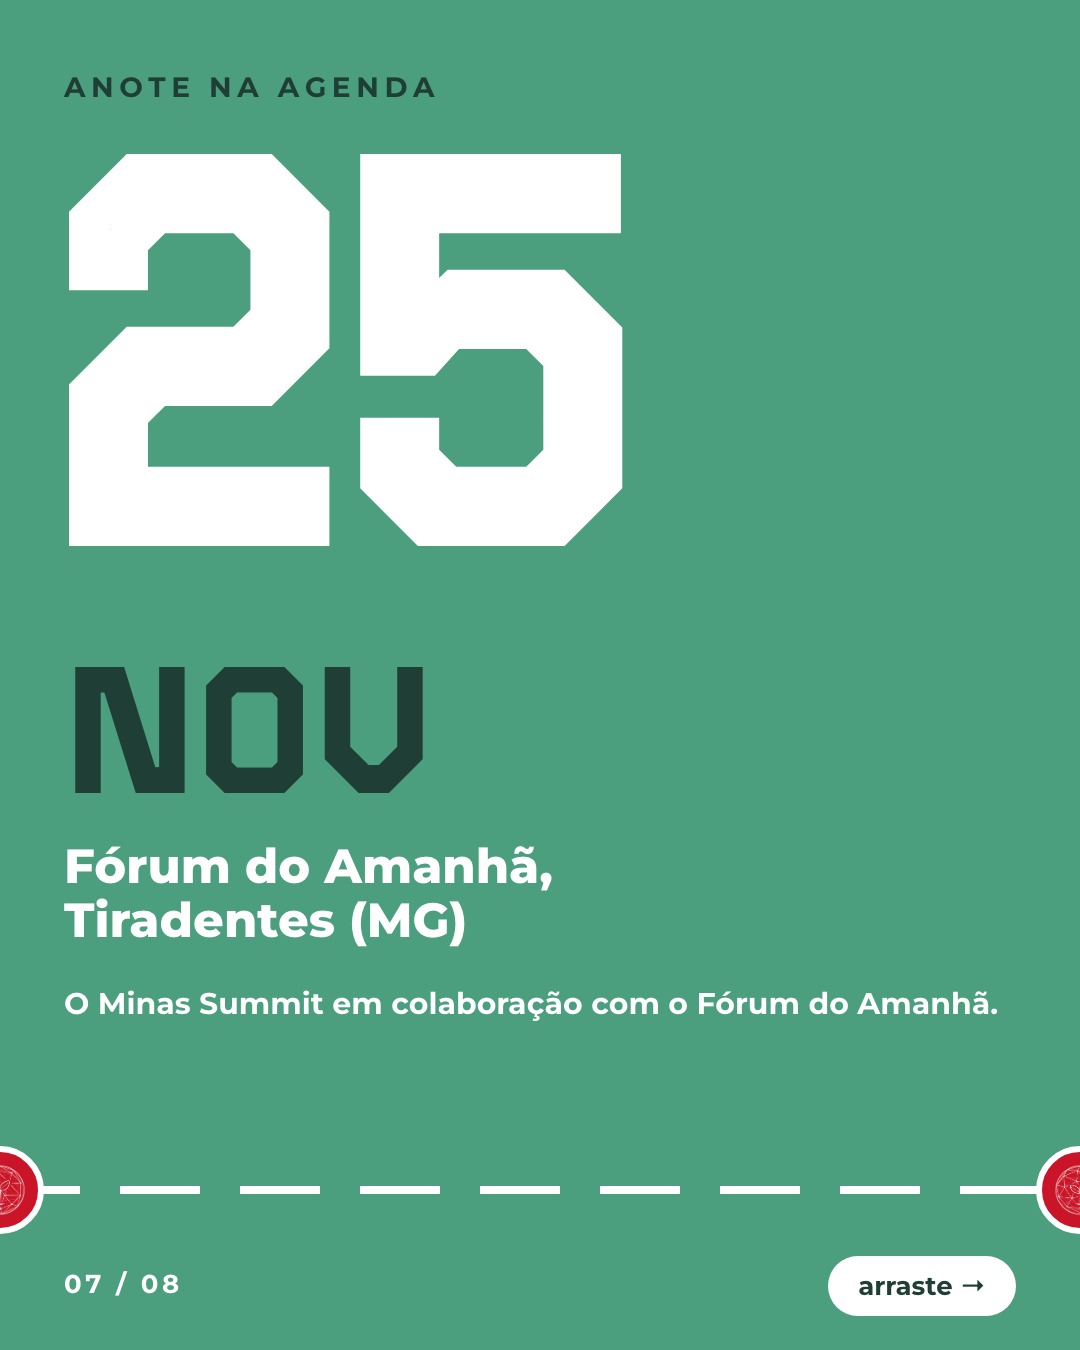 ANOTE NA AGENDA
25
NOV
Fórum do Amanhã,
Tiradentes (MG)
O Minas Summit em colaboração com o Fórum do Amanhã.
07 / 08
arraste →